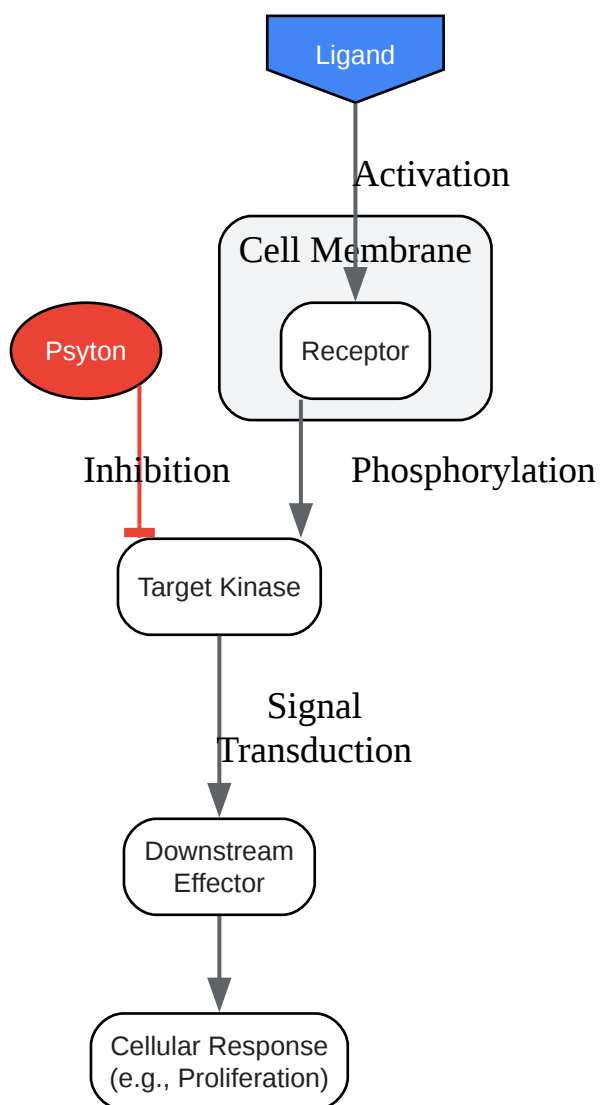 Ligand
Activation
Cell Membrane
Psyton
Receptor
Inhibition
Phosphorylation
Target Kinase
Signal
Transduction
Downstream
Effector
Cellular Response
(e.g., Proliferation)